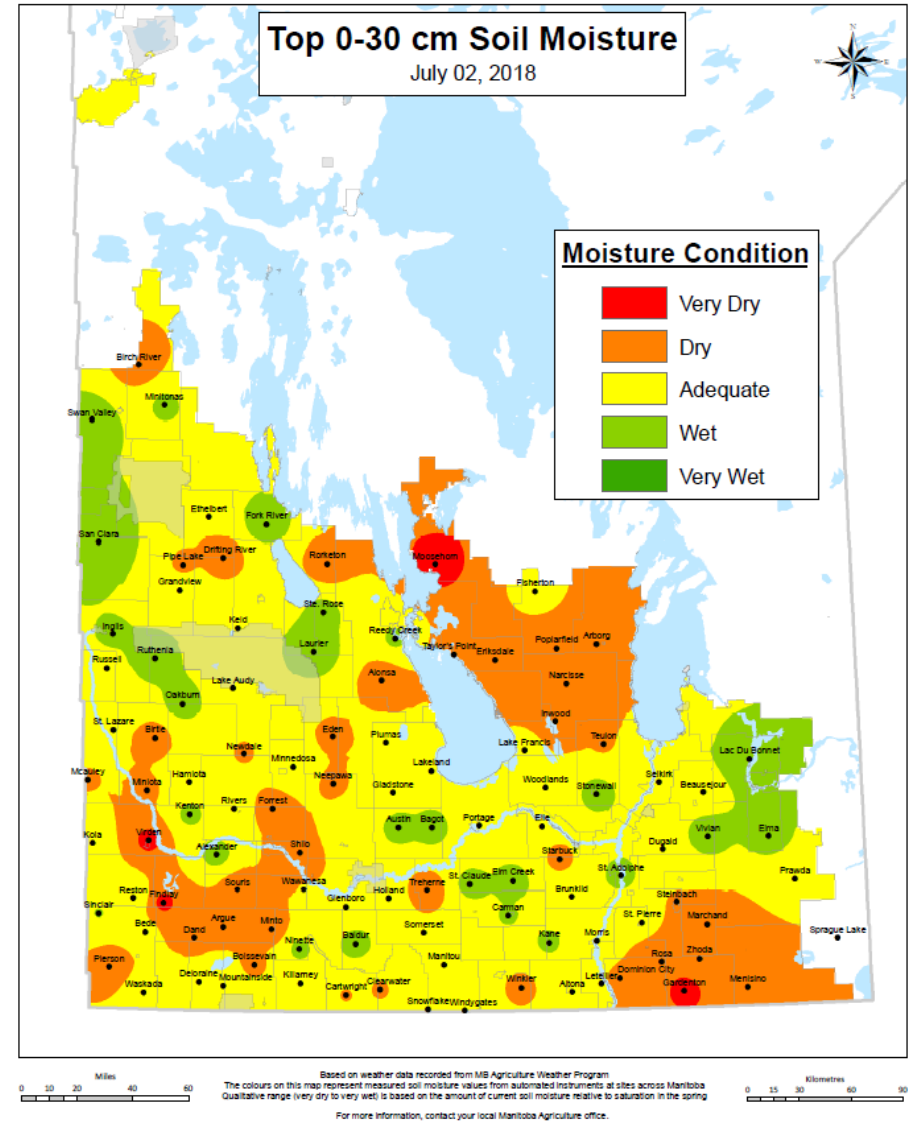 Top 0-30 cm Soil Moisture
July 02, 2018
N
W
E
S
Moisture Condition
Very Dry
Dry
Adequate
Wet
Very Wet
Birch River
Minitonas
Swan Valley
Ethelbert
Fork River
San Clara
Pipe Lake
Drifting River
Rorketon
Moosehorn
Grandview
Fisherton
Ste. Rose
Inglis
Keld
Reedy Creek
Laurier
Taylor's Point
Eriksdale
Poplarfield
Arborg
Ruthenia
Russell
Lake Audy
Alonsa
Narcisse
Oakburn
St. Lazare
Birtle
Eden
Plumas
Inwood
Teulon
Lake Francis
Newdale
Minnedosa
Lakeland
Lac Du Bonnet
Mcauley
Miniota
Hamiota
Neepawa
Gladstone
Woodlands
Stonewall
Selkirk
Beausejour
Kenton
Rivers
Forrest
Austin
Bagot
Portage
Elie
Vivian
Elma
Kola
Virden
Alexander
Shilo
Starbuck
Dugald
St. Adolphe
Prawda
Reston
Findlay
Souris
Wawanesa
Glenboro
Holland
Treherne
St. Claude
Elm Creek
Brunkild
Steinbach
Sinclair
Bede
Argue
Minto
Carman
St. Pierre
Marchand
Dand
Ninette
Baldur
Somerset
Kane
Morris
Sprague Lake
Pierson
Boissevain
Manitou
Rosa
Zhoda
Waskada
Deloraine
Mountainside
Killarney
Cartwright
Clearwater
Winkler
Altona
Letellier
Dominion City
Gardenton
Menisino
Snowflake
Windygates
Miles
0 10 20 40 60
Based on weather data recorded from MB Agriculture Weather Program
The colours on this map represent measured soil moisture values from automated instruments at sites across Manitoba
Qualitative range (very dry to very wet) is based on the amount of current soil moisture relative to saturation in the spring
For more information, contact your local Manitoba Agriculture office.
Kilometres
0 15 30 60 90